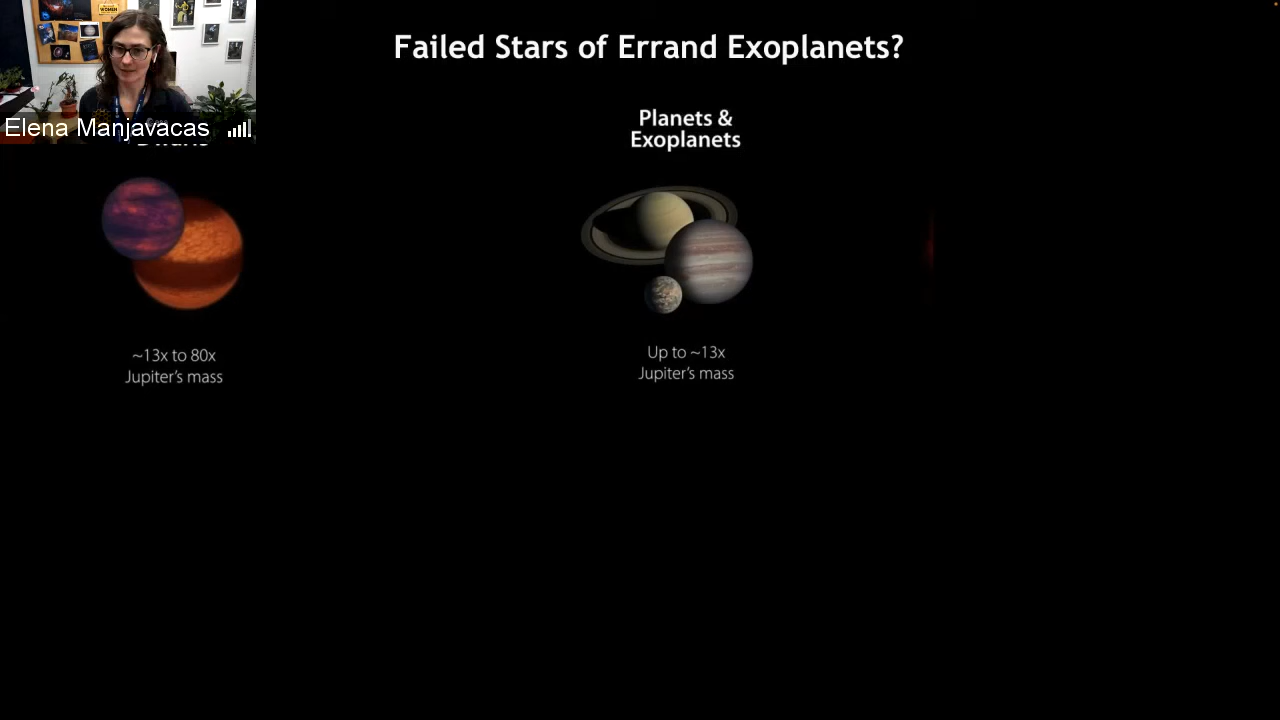 Failed Stars of Errand Exoplanets?
Elena Manjavacas
Planets &
Exoplanets
~13x to 80x
Jupiter's mass
Up to ~13x
Jupiter's mass